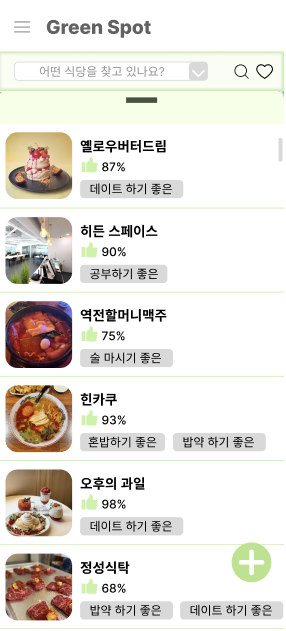 Green Spot
어떤 식당을 찾고 있나요?
옐로우버터드림
87%
데이트 하기 좋은
히든 스페이스
90%
공부하기 좋은
역전할머니맥주
75%
술 마시기 좋은
힌카쿠
93%
혼밥하기 좋은 밥약 하기 좋은
오후의 과일
98%
데이트 하기 좋은
정성식탁
68%
밥약 하기 좋은 데이트 하기 좋은